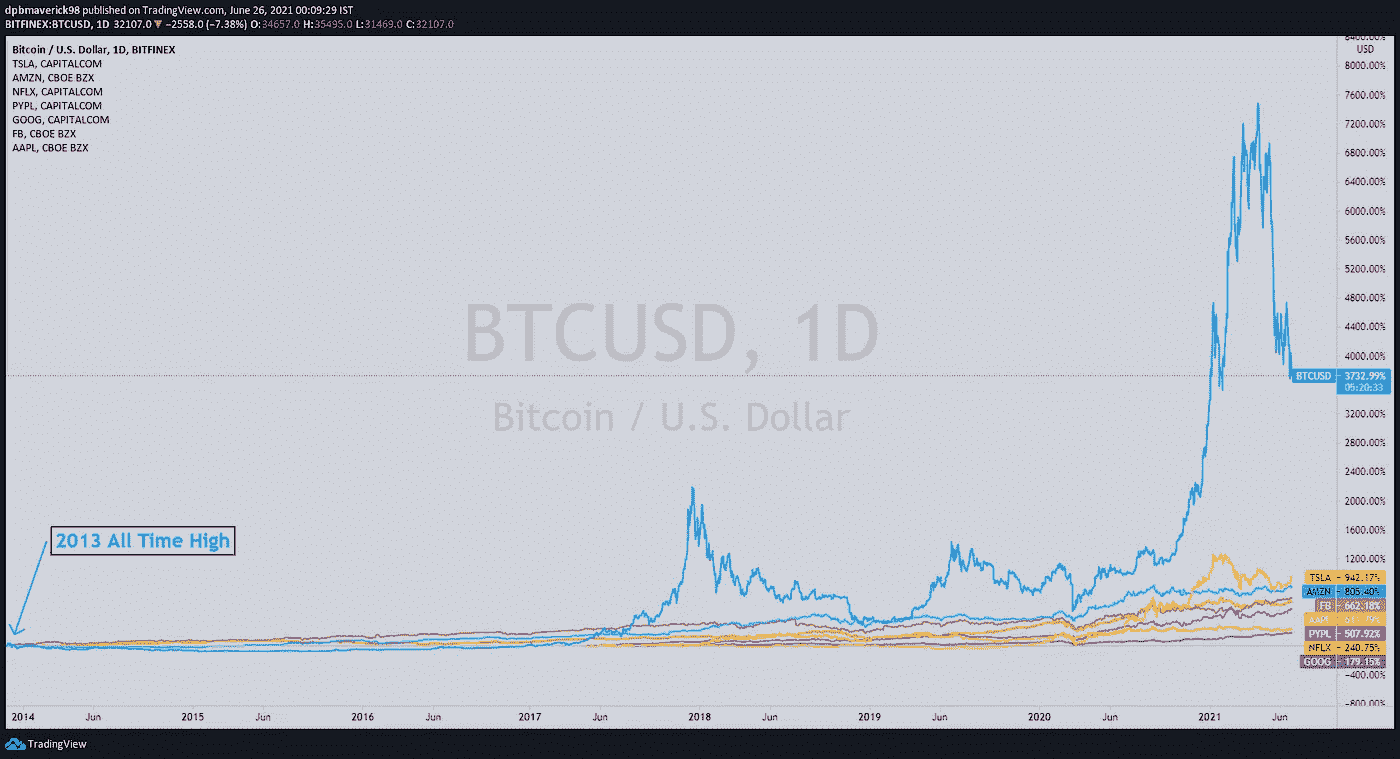 dpbmaverick98 published on TradingView.com, June 26, 2021 00:09:29 IST
BITFINEX:BTCUSD, 1D 32107.0 ▼ −2558.0 (−7.38%) O:34657.0 H:35495.0 L:31469.0 C:32107.0
Bitcoin / U.S. Dollar, 1D, BITFINEX
TSLA, CAPITALCOM
AMZN, CBOE BZX
NFLX, CAPITALCOM
PYPL, CAPITALCOM
GOOG, CAPITALCOM
FB, CBOE BZX
AAPL, CBOE BZX
BTCUSD, 1D
Bitcoin / U.S. Dollar
2013 All Time High
8400.00%
USD
8000.00%
7600.00%
7200.00%
6800.00%
6400.00%
6000.00%
5600.00%
5200.00%
4800.00%
4400.00%
4000.00%
BTCUSD 3732.99%
05:20:33
3200.00%
2800.00%
2400.00%
2000.00%
1600.00%
1200.00%
TSLA 942.17%
AMZN 805.40%
FB 662.18%
PYPL 507.92%
NFLX 240.75%
GOOG 179.15%
−400.00%
−800.00%
2014 Jun 2015 Jun 2016 Jun 2017 Jun 2018 Jun 2019 Jun 2020 Jun 2021 Jun
TradingView